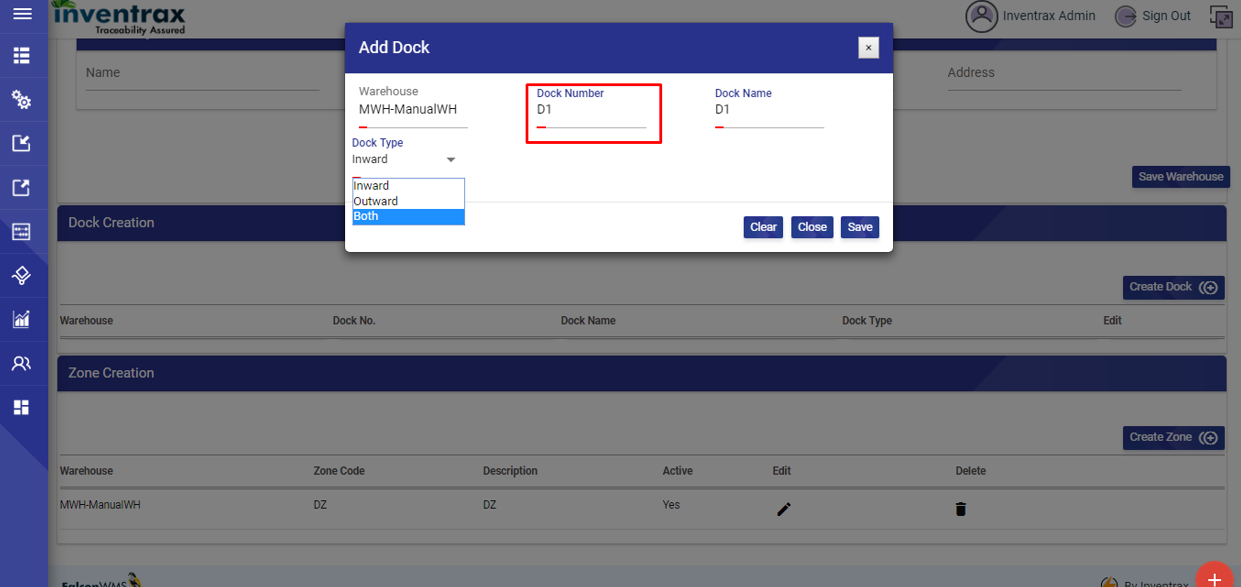 inventrax
Traceability Assured
Inventrax Admin
Sign Out
Add Dock
×
Name
Address
Warehouse
MWH-ManualWH
Dock Number
D1
Dock Name
D1
Dock Type
Inward
Inward
Outward
Both
Clear
Close
Save
Save Warehouse
Dock Creation
Create Dock
Warehouse Dock No. Dock Name Dock Type Edit
Zone Creation
Create Zone
Warehouse Zone Code Description Active Edit Delete
MWH-ManualWH DZ DZ Yes
FalconWMS
By Inventrax